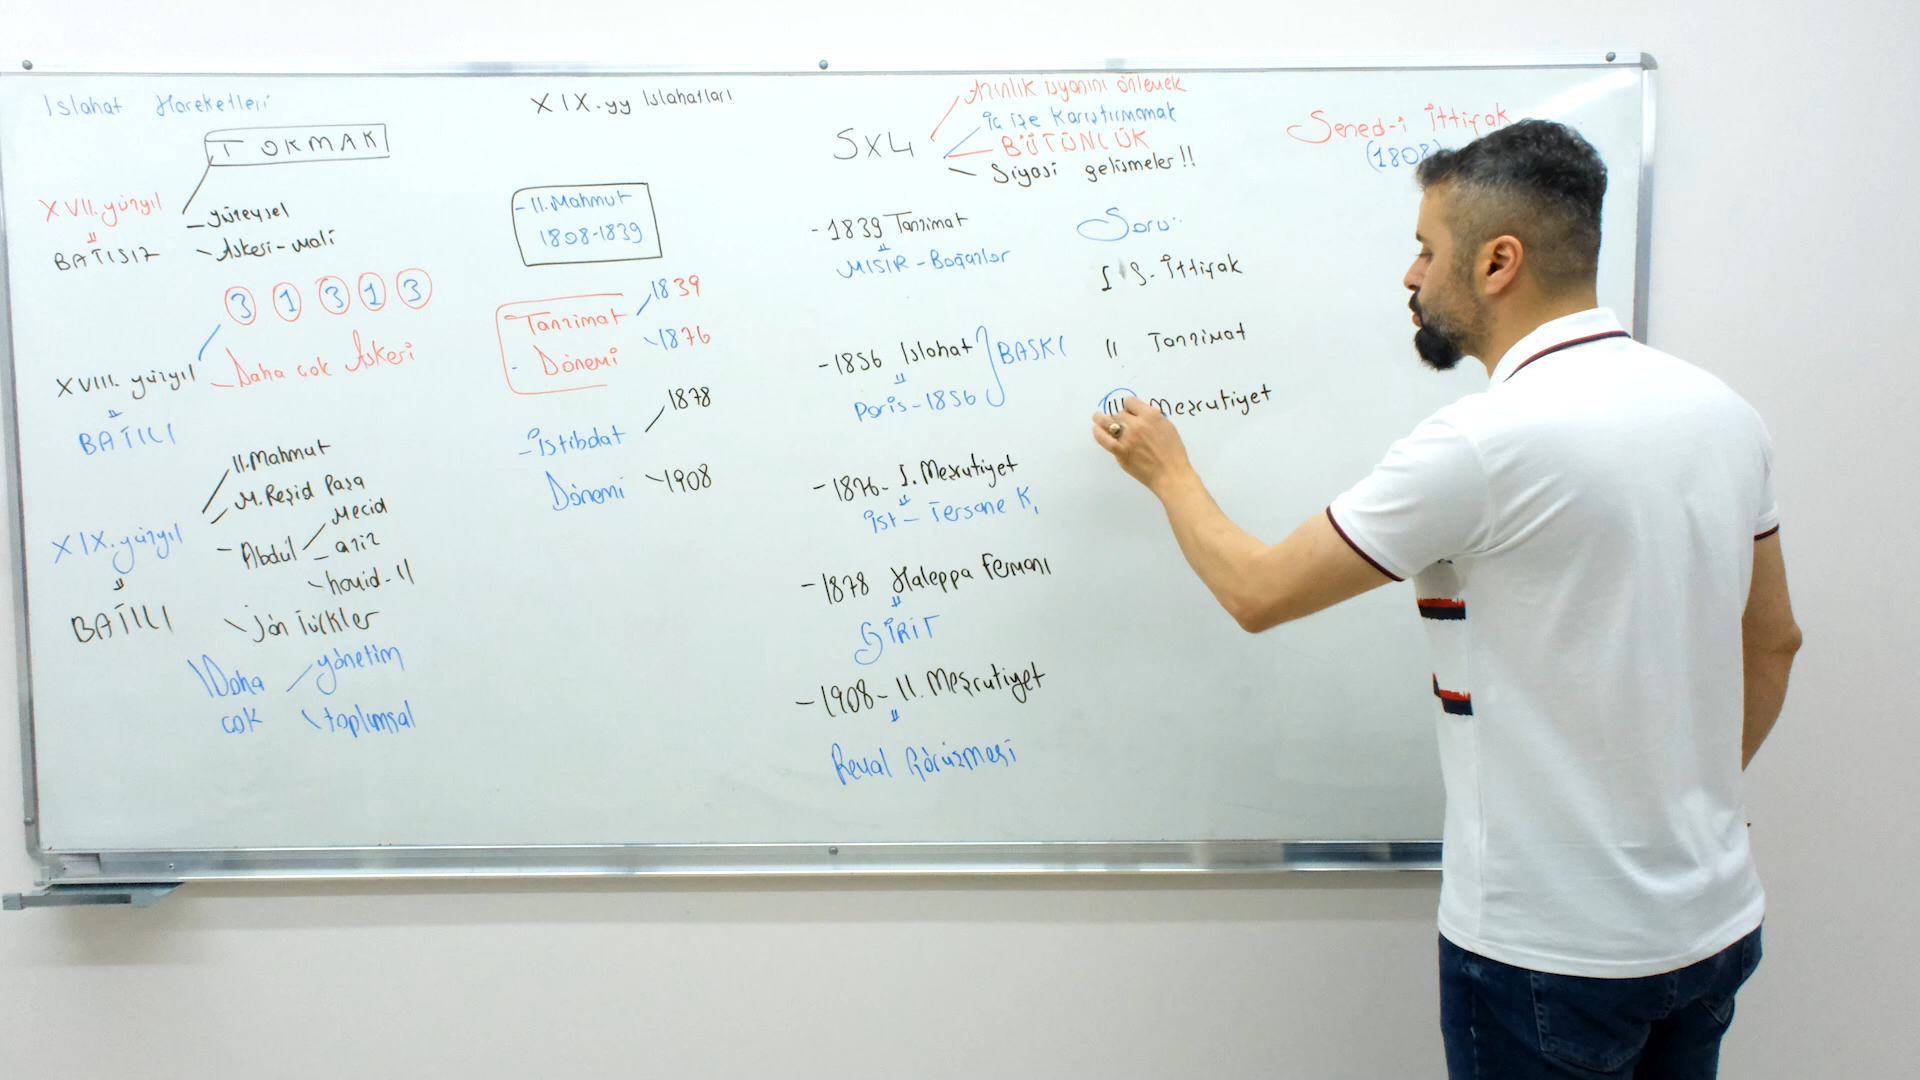 Islahat Hareketleri
TOKMAK
XVII. yüzyıl
- yüzeysel
BATISIZ
- Askeri - mali
3 1 3 1 3
XVIII. yüzyıl
- Daha çok Askeri
BATILI
II. Mahmut
M. Reşid Paşa
XIX. yüzyıl
- Abdül
Mecid
- aziz
- hamid-II
BATILI
Jön Türkler
Daha çok
yönetim
toplumsal
XIX. yy Islahatları
- II. Mahmut
1808-1839
Tanzimat
- Dönemi
1839
1876
- İstibdat
Dönemi
1878
1908
5x4
Azınlık isyanını önlemek
iç işe karıştırmamak
BÜTÜNLÜK
Siyasi gelişmeler!!
- 1839 Tanzimat
MISIR - Boğazlar
- 1856 Islahat
Paris - 1856
BASKI
- 1876 - I. Meşrutiyet
İst - Tersane K.
- 1878 Haleppa Fermanı
GİRİT
- 1908 - II. Meşrutiyet
Reval Görüşmesi
Sened-i İttifak
(1808)
Soru:
I S. İttifak
II Tanzimat
III Meşrutiyet